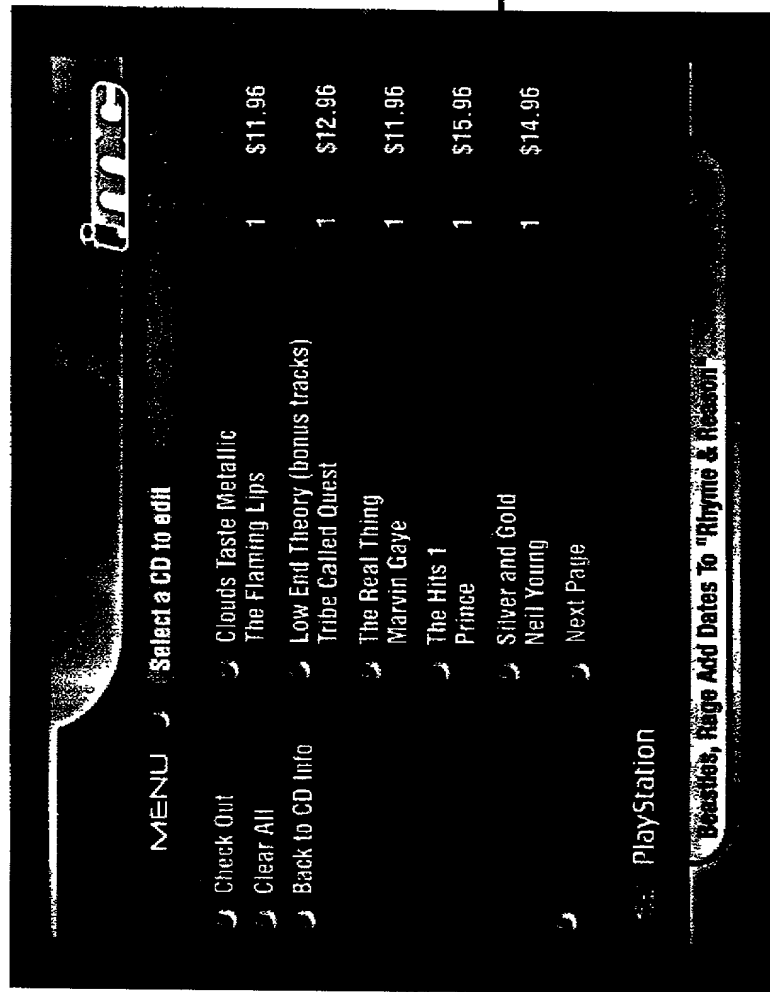 imc
MENU
Select a CD to edit
Check Out
Clear All
Back to CD Info
Clouds Taste Metallic 1 $11.96
The Flaming Lips
Low End Theory (bonus tracks) 1 $12.96
Tribe Called Quest
The Real Thing 1 $11.96
Marvin Gaye
The Hits 1 1 $15.96
Prince
Silver and Gold 1 $14.96
Neil Young
Next Page
PlayStation
Beasties, Rage Add Dates To "Rhyme & Reason"